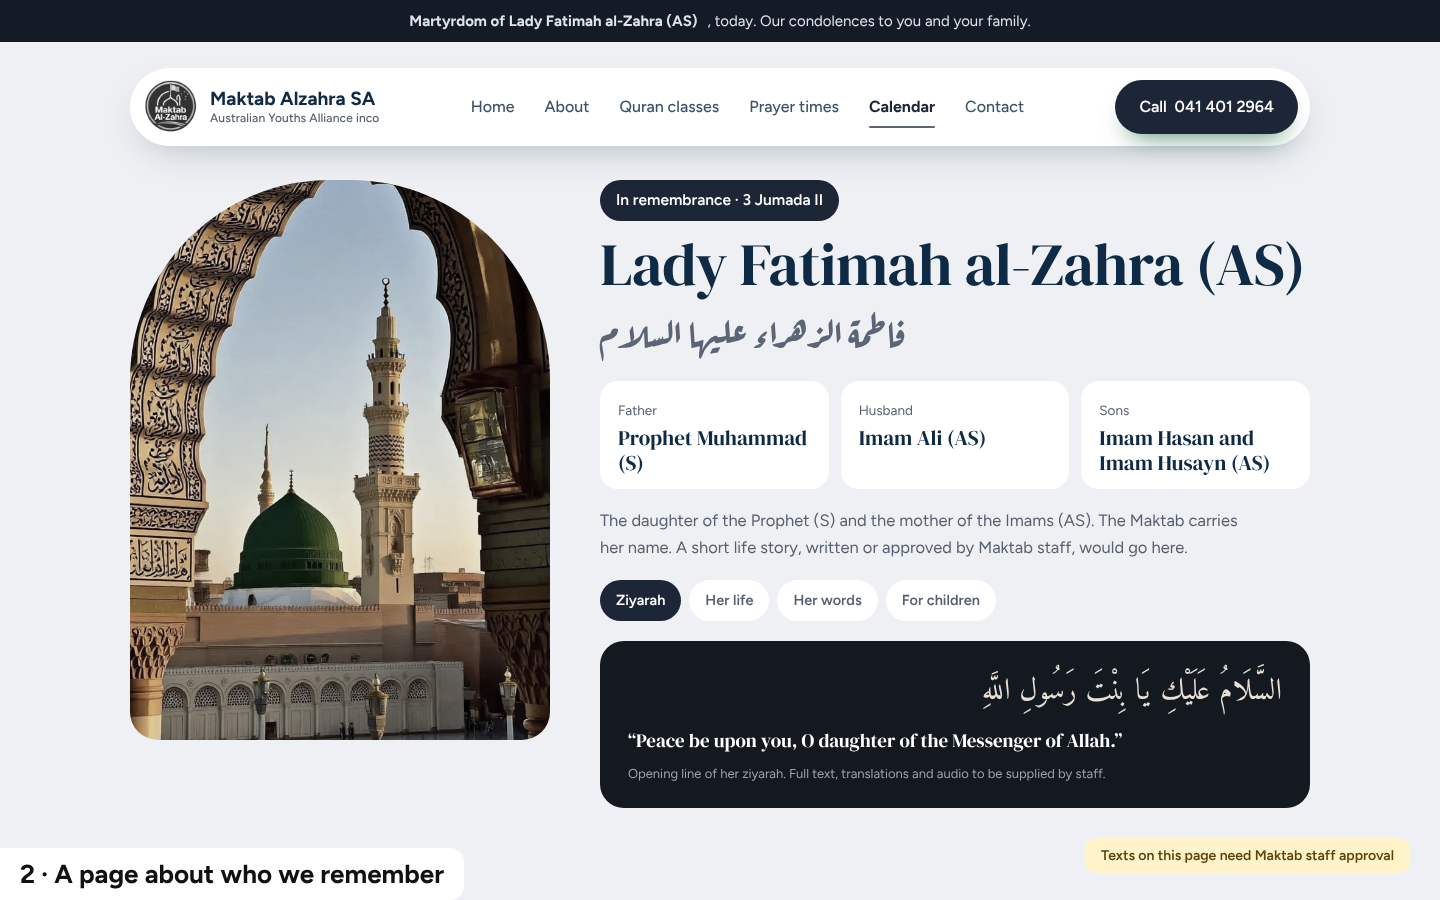 Martyrdom of Lady Fatimah al-Zahra (AS) , today. Our condolences to you and your family.
Maktab Al-Zahra
Maktab Alzahra SA
Australian Youths Alliance inco
Home About Quran classes Prayer times Calendar Contact
Call 041 401 2964
In remembrance · 3 Jumada II
Lady Fatimah al-Zahra (AS)
فاطمة الزهراء عليها السلام
Father
Prophet Muhammad
(S)
Husband
Imam Ali (AS)
Sons
Imam Hasan and
Imam Husayn (AS)
The daughter of the Prophet (S) and the mother of the Imams (AS). The Maktab carries
her name. A short life story, written or approved by Maktab staff, would go here.
Ziyarah Her life Her words For children
السَّلَامُ عَلَيْكِ يَا بِنْتَ رَسُولِ اللَّهِ
“Peace be upon you, O daughter of the Messenger of Allah.”
Opening line of her ziyarah. Full text, translations and audio to be supplied by staff.
Texts on this page need Maktab staff approval
2 · A page about who we remember